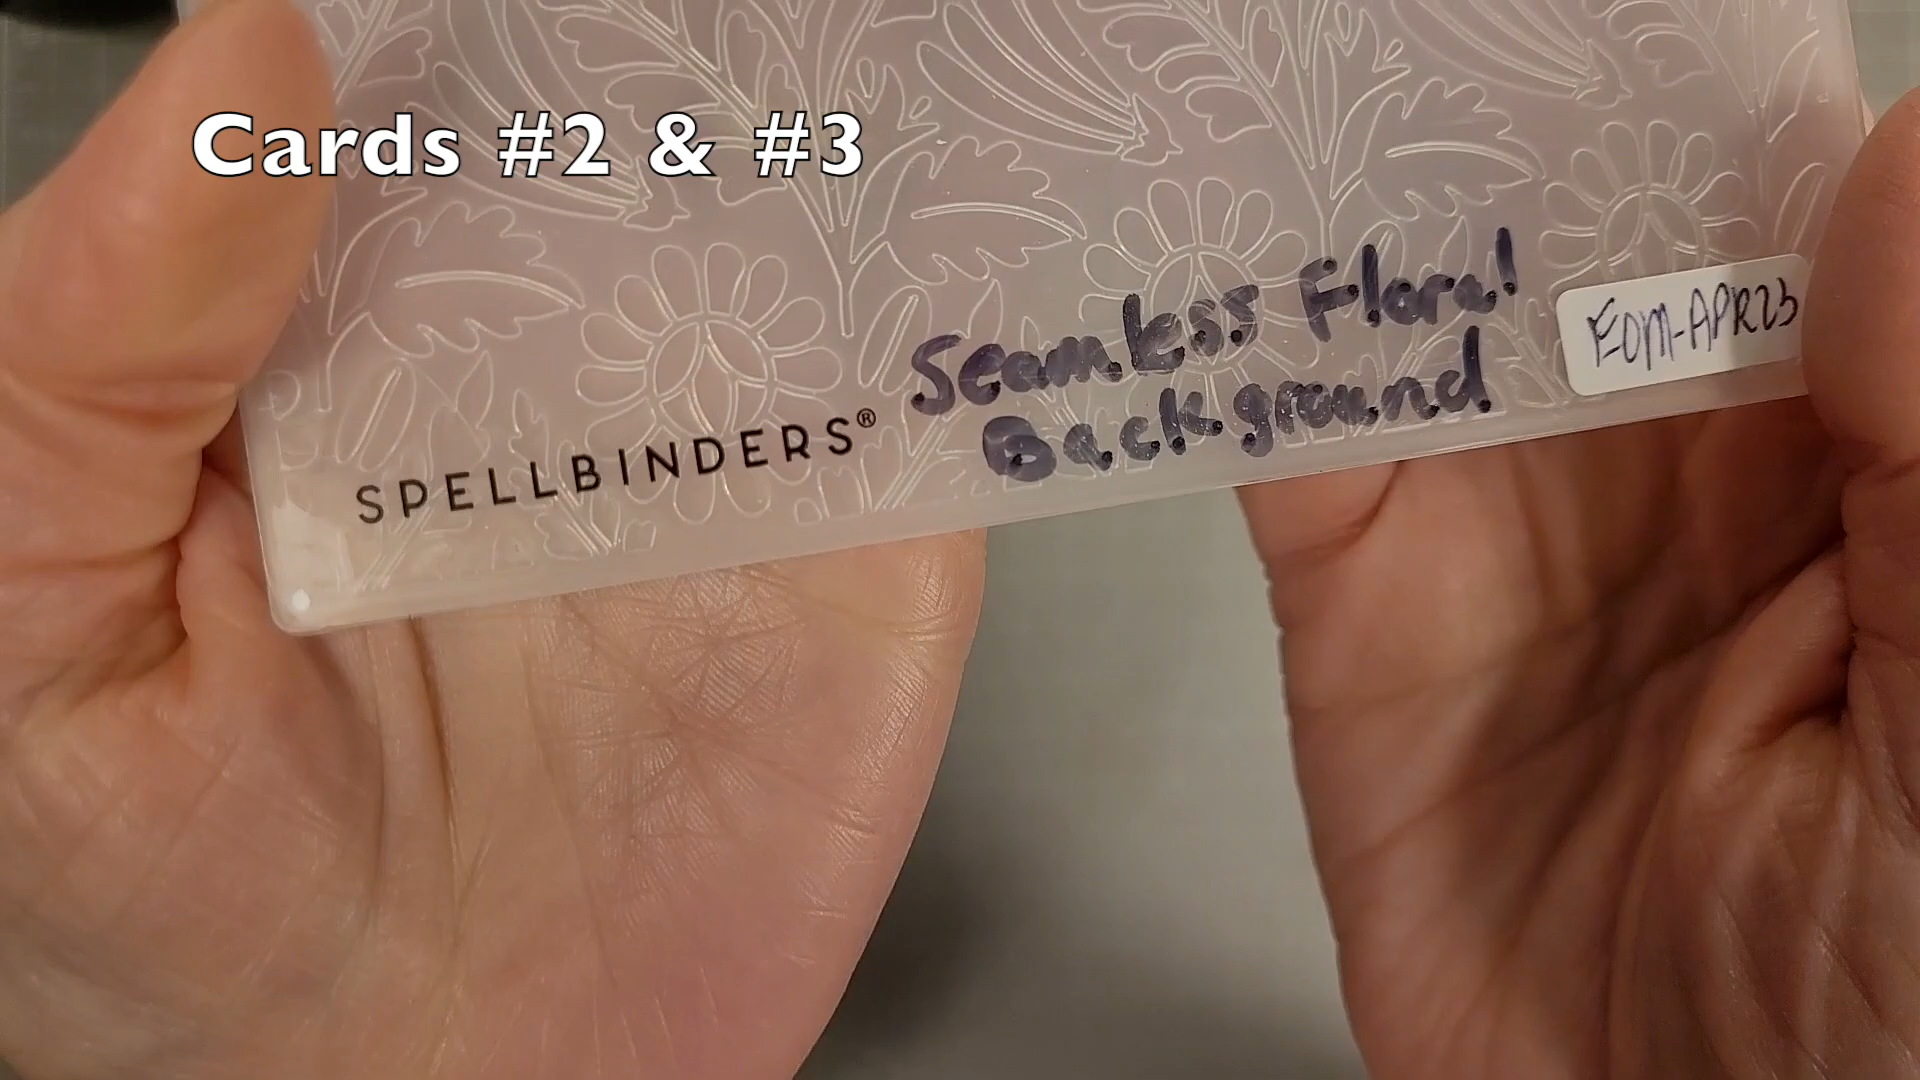 Cards #2 & #3
Seamless Floral
Background
EOM-APR23
SPELLBINDERS®